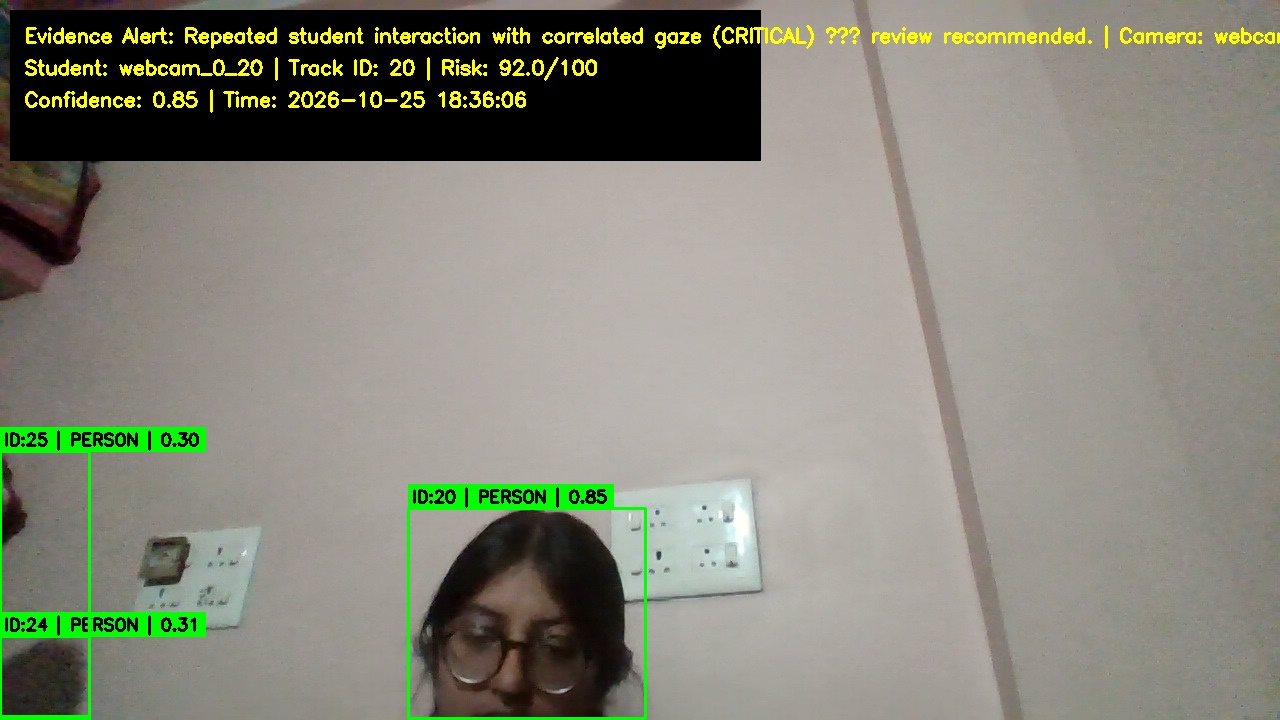 Evidence Alert: Repeated student interaction with correlated gaze (CRITICAL) ??? review recommended. | Camera: webcam
Student: webcam_0_20 | Track ID: 20 | Risk: 92.0/100
Confidence: 0.85 | Time: 2026-10-25 18:36:06
ID:25 | PERSON | 0.30
ID:20 | PERSON | 0.85
ID:24 | PERSON | 0.31